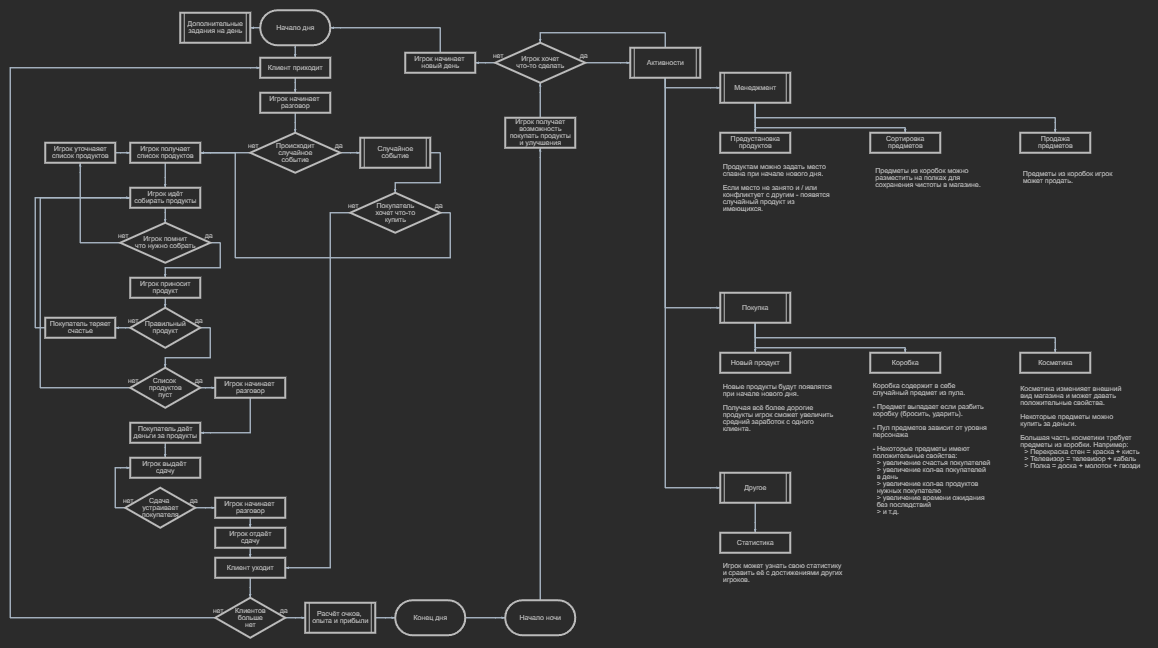 Дополнительные
задания на день
Начало дня
Клиент приходит
Игрок начинает
разговор
нет
Происходит
случайное
событие
да
Случайное
событие
Игрок уточняет
список продуктов
Игрок получает
список продуктов
Игрок идёт
собирать продукты
нет
Покупатель
хочет что-то
купить
да
нет
Игрок помнит
что нужно собрать
да
Игрок приносит
продукт
Покупатель теряет
счастье
нет
Правильный
продукт
да
нет
Список
продуктов
пуст
да
Игрок начинает
разговор
Покупатель даёт
деньги за продукты
Игрок выдаёт
сдачу
нет
Сдача
устраивает
покупателя
да
Игрок начинает
разговор
Игрок отдаёт
сдачу
Клиент уходит
нет
Клиентов
больше
нет
да
Расчёт очков,
опыта и прибыли
Конец дня
Начало ночи
Игрок получает
возможность
покупать продукты
и улучшения
Игрок начинает
новый день
нет
Игрок хочет
что-то сделать
да
Активности
Менеджмент
Предустановка
продуктов
Сортировка
предметов
Продажа
предметов
Продуктам можно задать место
спавна при начале нового дня.
Если место не занято и / или
конфликтует с другим - появятся
случайный продукт из
имеющихся.
Предметы из коробок можно
разместить на полках для
сохранения чистоты в магазине.
Предметы из коробок игрок
может продать.
Покупка
Новый продукт
Коробка
Косметика
Новые продукты будут появлятся
при начале нового дня.
Получая всё более дорогие
продукты игрок сможет увеличить
средний заработок с одного
клиента.
Коробка содержит в себе
случайный предмет из пула.
- Предмет выпадает если разбить
коробку (бросить, ударить).
- Пул предметов зависит от уровня
персонажа
- Некоторые предметы имеют
положительные свойства:
> увеличение счастья покупателей
> увеличение кол-ва покупателей
в день
> увеличение кол-ва продуктов
нужных покупателю
> увеличение времени ожидания
без последствий
> и т.д.
Косметика изменияет внешний
вид магазина и может давать
положительные свойства.
Некоторые предметы можно
купить за деньги.
Большая часть косметики требует
предметы из коробки. Например:
> Перекраска стен = краска + кисть
> Телевизор = телевизор + кабель
> Полка = доска + молоток + гвозди
Другое
Статистика
Игрок может узнать свою статистику
и сравить её с достижениями других
игроков.